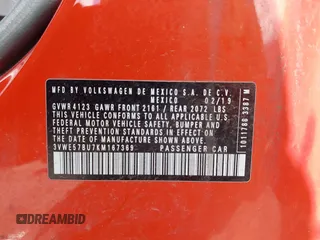 MFD BY VOLKSWAGEN DE MEXICO S.A. DE C.V.
MEXICO 02/19
GVWR 4123 GAWR FRONT 2161 / REAR 2072 LBS
THIS VEHICLE CONFORMS TO ALL APPLICABLE
FEDERAL MOTOR VEHICLE SAFETY, BUMPER, AND
THEFT PREVENTION STANDARDS IN EFFECT ON THE
DATE OF MANUFACTURE SHOWN ABOVE
3VWE57BU7KM167369 PASSENGER CAR
DREAMBID